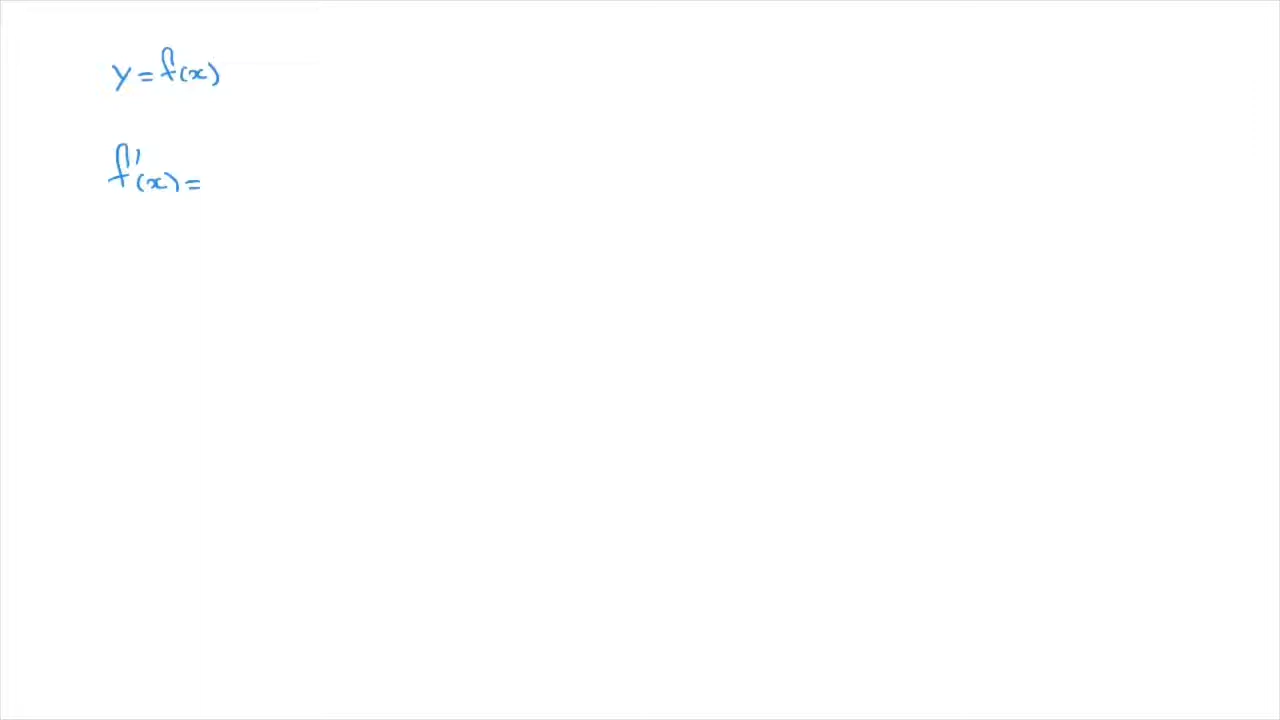 y = f(x)
f'(x) =